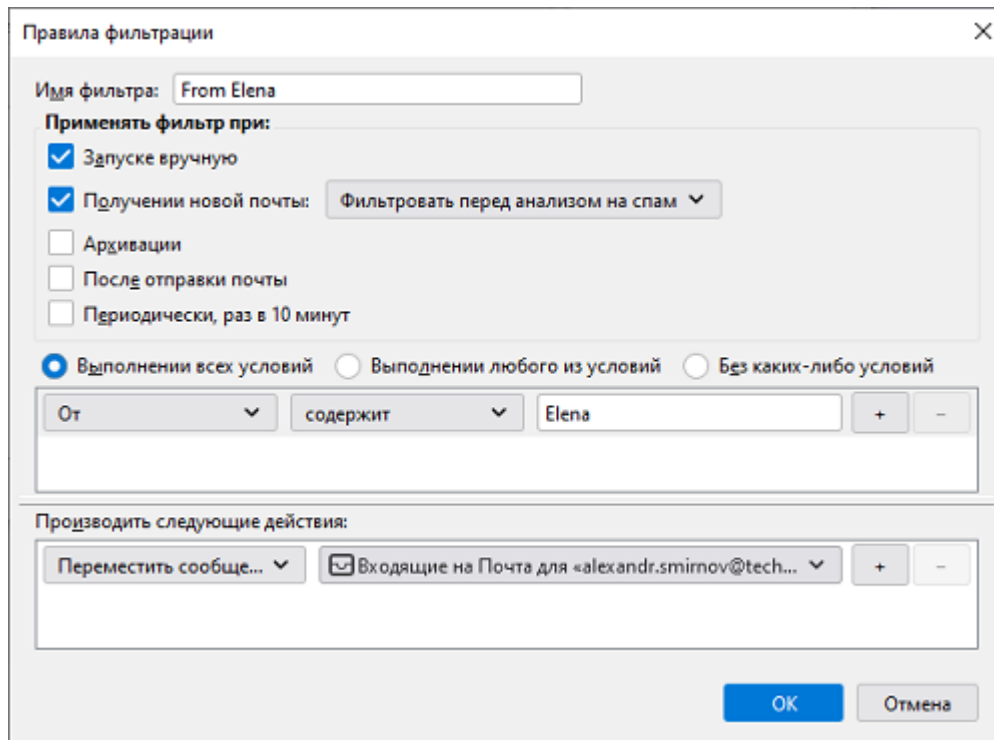 Правила фильтрации
Имя фильтра: From Elena
Применять фильтр при:
Запуске вручную
Получении новой почты: Фильтровать перед анализом на спам
Архивации
После отправки почты
Периодически, раз в 10 минут
Выполнении всех условий Выполнении любого из условий Без каких-либо условий
От содержит Elena + -
Производить следующие действия:
Переместить сообще... Входящие на Почта для «alexandr.smirnov@tech... + -
ОК Отмена